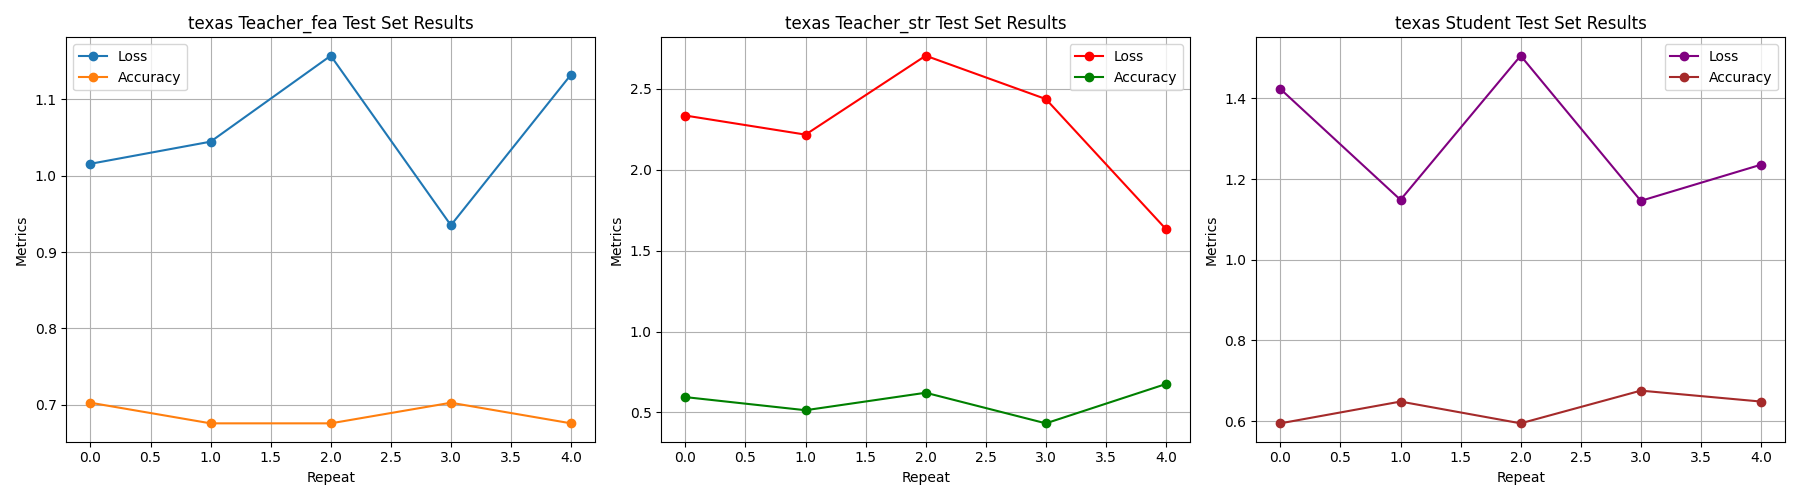 texas Teacher_fea Test Set Results
Loss
Accuracy
1.1
1.0
0.9
0.8
0.7
Metrics
0.0 0.5 1.0 1.5 2.0 2.5 3.0 3.5 4.0
Repeat
texas Teacher_str Test Set Results
Loss
Accuracy
2.5
2.0
1.5
1.0
0.5
Metrics
0.0 0.5 1.0 1.5 2.0 2.5 3.0 3.5 4.0
Repeat
texas Student Test Set Results
Loss
Accuracy
1.4
1.2
1.0
0.8
0.6
Metrics
0.0 0.5 1.0 1.5 2.0 2.5 3.0 3.5 4.0
Repeat